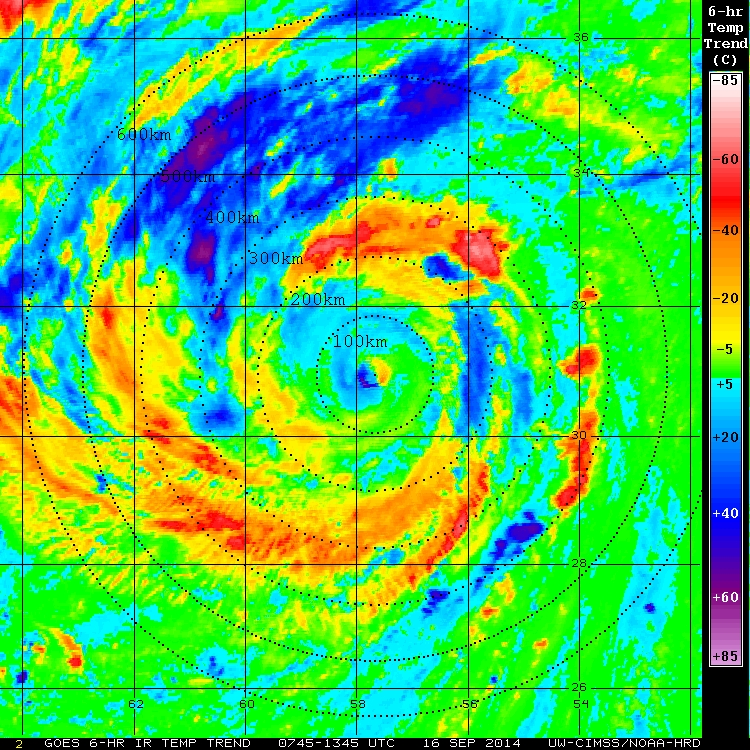 6-hr
Temp
Trend
(C)
-85
-60
-40
-20
-5
+5
+20
+40
+60
+85
36
34
32
30
28
26
62
60
58
56
54
600km
500km
400km
300km
200km
100km
2 GOES 6-HR IR TEMP TREND 0745-1345 UTC 16 SEP 2014 UW-CIMSS/NOAA-HRD